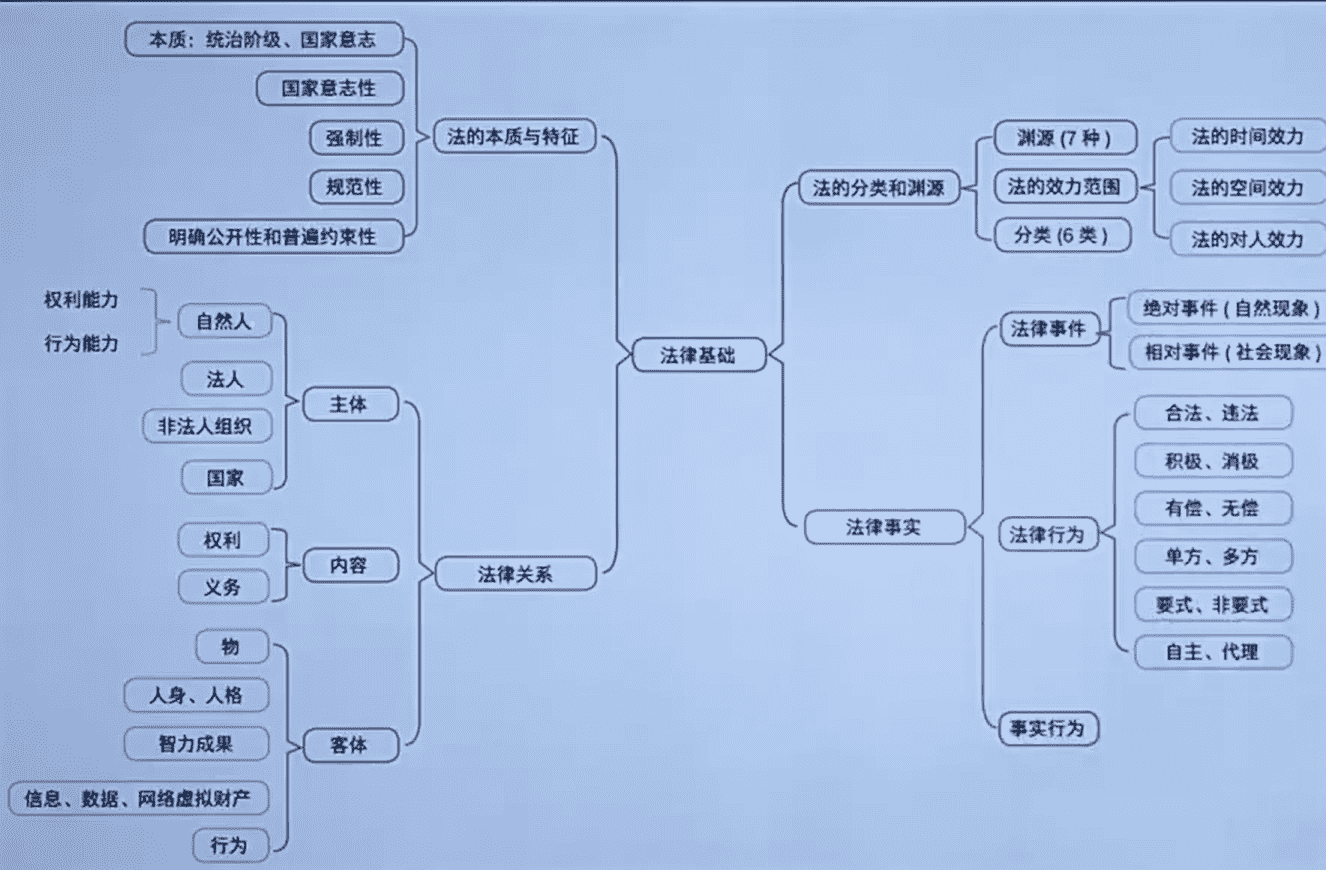 本质：统治阶级、国家意志
国家意志性
强制性
规范性
明确公开性和普遍约束性
法的本质与特征
权利能力
行为能力
自然人
法人
非法人组织
国家
主体
权利
义务
内容
物
人身、人格
智力成果
信息、数据、网络虚拟财产
行为
客体
法律关系
法律基础
法的分类和渊源
渊源 (7 种 )
法的效力范围
分类 (6 类 )
法的时间效力
法的空间效力
法的对人效力
法律事实
法律事件
绝对事件 ( 自然现象 )
相对事件 ( 社会现象 )
法律行为
合法、违法
积极、消极
有偿、无偿
单方、多方
要式、非要式
自主、代理
事实行为